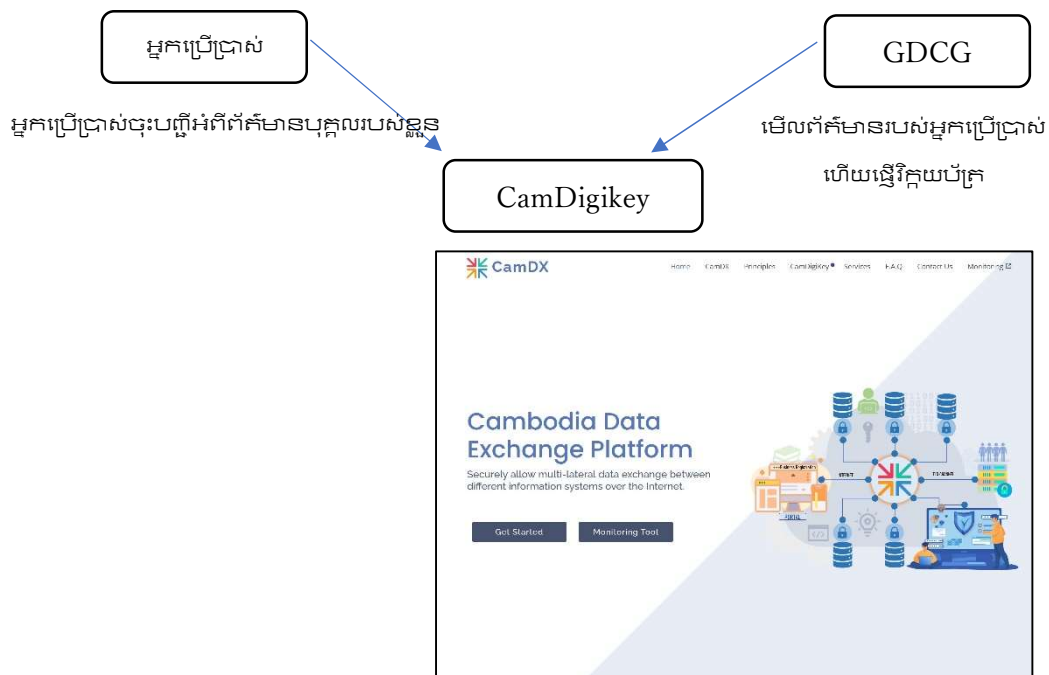 អ្នកប្រើប្រាស់
GDCG
អ្នកប្រើប្រាស់ចុះបញ្ជីអំពីព័ត៌មានបុគ្គលរបស់ខ្លួន
មើលព័ត៌មានរបស់អ្នកប្រើប្រាស់
ហើយផ្ញើវិក្កយប័ត្រ
CamDigikey
CamDX
Home CamDX Principles CamDigiKey Services F.A.Q Contact Us Monitoring
Cambodia Data
Exchange Platform
Securely allow multi-lateral data exchange between
different information systems over the Internet.
Get Started Monitoring Tool
PORTAL